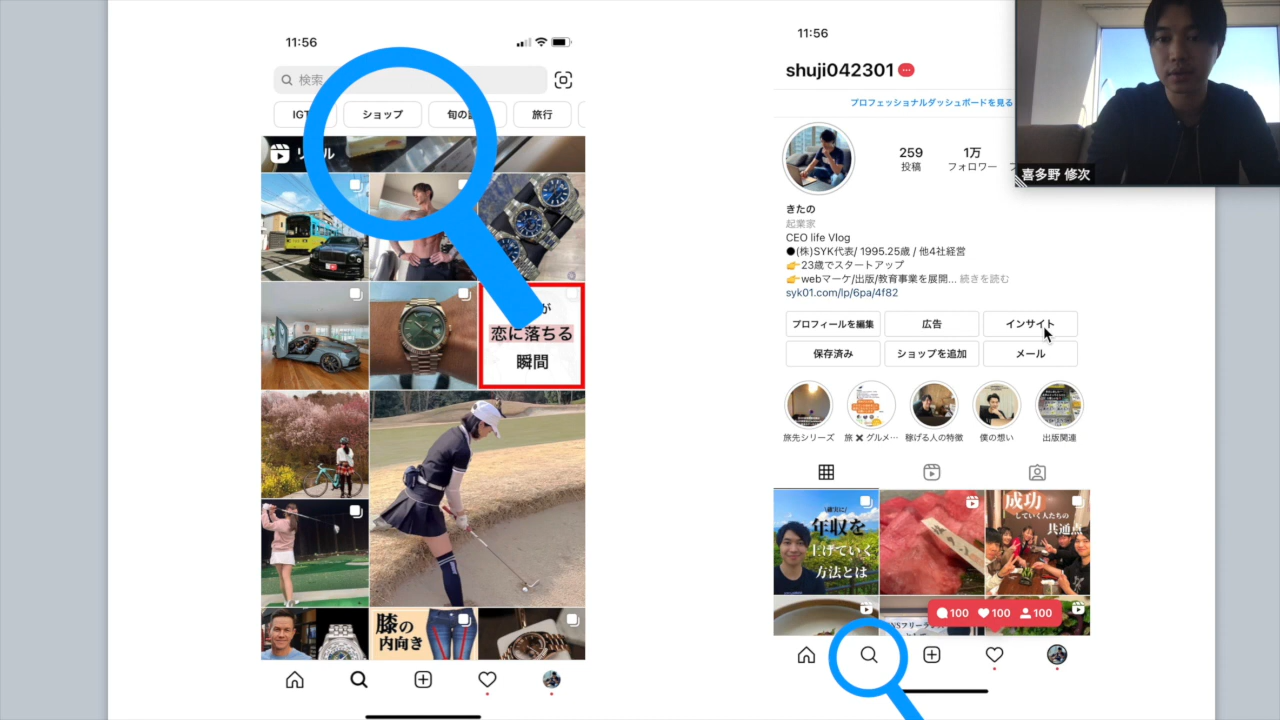 11:56
検索
ショップ
旅行
恋に落ちる
瞬間
膝の
内向き
11:56
shuji042301
プロフェッショナルダッシュボードを見る
259
投稿
1万
フォロワー
きたの
起業家
CEO life Vlog
●(株)SYK代表/ 1995.25歳 / 他4社経営
👉23歳でスタートアップ
👉webマーケ/出版/教育事業を展開... 続きを読む
syk01.com/lp/6pa/4f82
プロフィールを編集
広告
インサイト
保存済み
ショップを追加
メール
旅先シリーズ
旅✖️グルメ…
稼げる人の特徴
僕の想い
出版関連
\確実に/
年収を
上げていく
方法とは
成功
していく人たちの
共通点
100
100
100
喜多野 修次